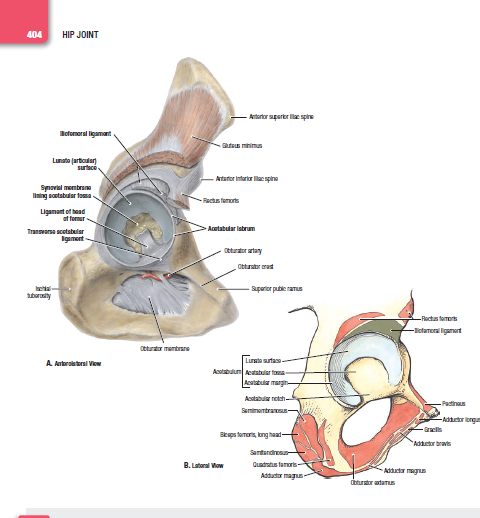 404 HIP JOINT
Anterior superior iliac spine
Iliofemoral ligament
Gluteus minimus
Lunate (articular)
surface
Anterior inferior iliac spine
Synovial membrane
lining acetabular fossa
Rectus femoris
Ligament of head
of femur
Acetabular labrum
Transverse acetabular
ligament
Obturator artery
Obturator crest
Ischial
tuberosity
Superior pubic ramus
Obturator membrane
A. Anterolateral View
Rectus femoris
Iliofemoral ligament
Lunate surface
Acetabulum
Acetabular fossa
Acetabular margin
Acetabular notch
Semimembranosus
Pectineus
Adductor longus
Gracilis
Biceps femoris, long head
Adductor brevis
Semitendinosus
B. Lateral View
Quadratus femoris
Adductor magnus
Adductor magnus
Obturator externus